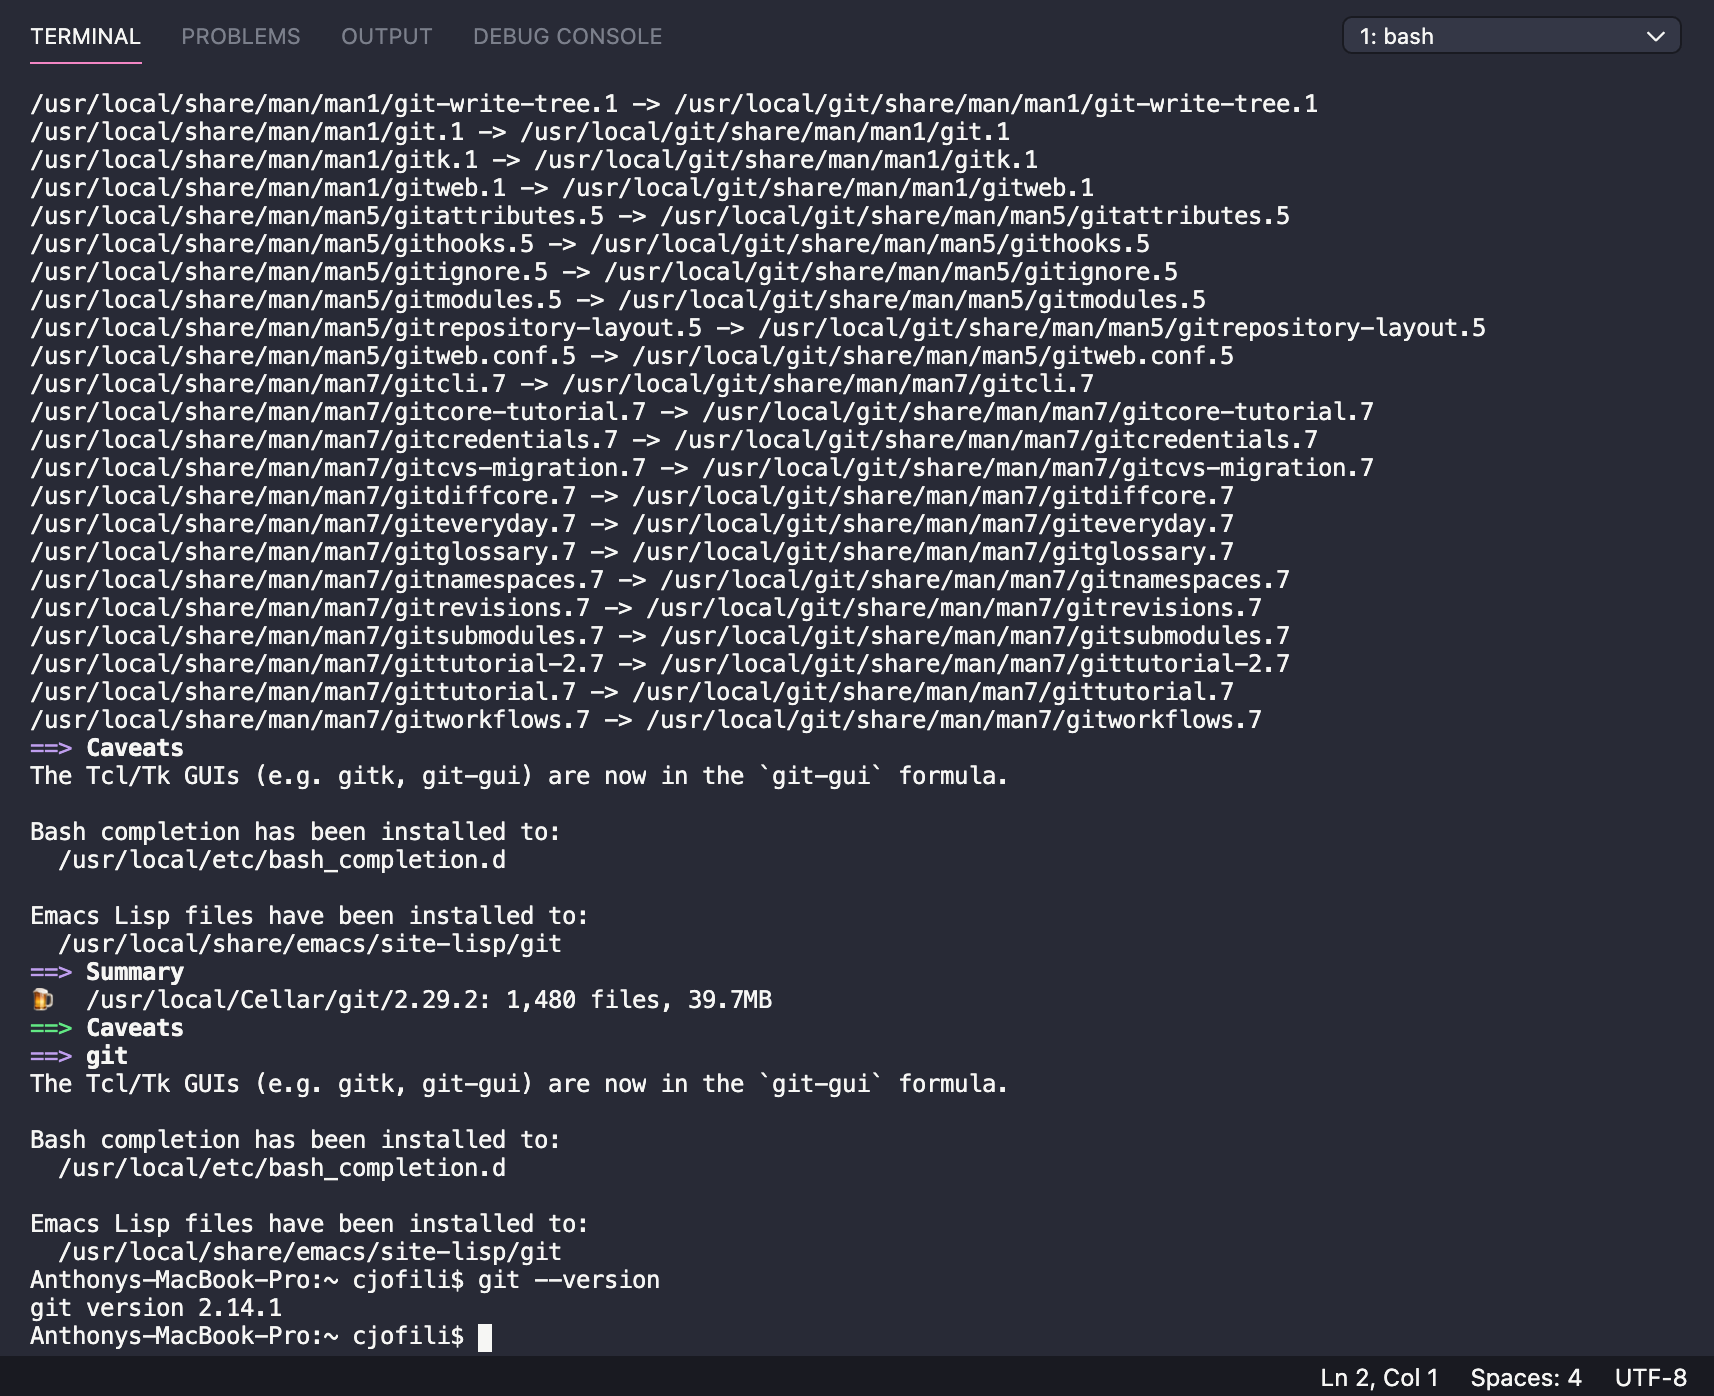 TERMINAL PROBLEMS OUTPUT DEBUG CONSOLE 1: bash
/usr/local/share/man/man1/git-write-tree.1 -> /usr/local/git/share/man/man1/git-write-tree.1
/usr/local/share/man/man1/git.1 -> /usr/local/git/share/man/man1/git.1
/usr/local/share/man/man1/gitk.1 -> /usr/local/git/share/man/man1/gitk.1
/usr/local/share/man/man1/gitweb.1 -> /usr/local/git/share/man/man1/gitweb.1
/usr/local/share/man/man5/gitattributes.5 -> /usr/local/git/share/man/man5/gitattributes.5
/usr/local/share/man/man5/githooks.5 -> /usr/local/git/share/man/man5/githooks.5
/usr/local/share/man/man5/gitignore.5 -> /usr/local/git/share/man/man5/gitignore.5
/usr/local/share/man/man5/gitmodules.5 -> /usr/local/git/share/man/man5/gitmodules.5
/usr/local/share/man/man5/gitrepository-layout.5 -> /usr/local/git/share/man/man5/gitrepository-layout.5
/usr/local/share/man/man5/gitweb.conf.5 -> /usr/local/git/share/man/man5/gitweb.conf.5
/usr/local/share/man/man7/gitcli.7 -> /usr/local/git/share/man/man7/gitcli.7
/usr/local/share/man/man7/gitcore-tutorial.7 -> /usr/local/git/share/man/man7/gitcore-tutorial.7
/usr/local/share/man/man7/gitcredentials.7 -> /usr/local/git/share/man/man7/gitcredentials.7
/usr/local/share/man/man7/gitcvs-migration.7 -> /usr/local/git/share/man/man7/gitcvs-migration.7
/usr/local/share/man/man7/gitdiffcore.7 -> /usr/local/git/share/man/man7/gitdiffcore.7
/usr/local/share/man/man7/giteveryday.7 -> /usr/local/git/share/man/man7/giteveryday.7
/usr/local/share/man/man7/gitglossary.7 -> /usr/local/git/share/man/man7/gitglossary.7
/usr/local/share/man/man7/gitnamespaces.7 -> /usr/local/git/share/man/man7/gitnamespaces.7
/usr/local/share/man/man7/gitrevisions.7 -> /usr/local/git/share/man/man7/gitrevisions.7
/usr/local/share/man/man7/gitsubmodules.7 -> /usr/local/git/share/man/man7/gitsubmodules.7
/usr/local/share/man/man7/gittutorial-2.7 -> /usr/local/git/share/man/man7/gittutorial-2.7
/usr/local/share/man/man7/gittutorial.7 -> /usr/local/git/share/man/man7/gittutorial.7
/usr/local/share/man/man7/gitworkflows.7 -> /usr/local/git/share/man/man7/gitworkflows.7
==> Caveats
The Tcl/Tk GUIs (e.g. gitk, git-gui) are now in the `git-gui` formula.
Bash completion has been installed to:
/usr/local/etc/bash_completion.d
Emacs Lisp files have been installed to:
/usr/local/share/emacs/site-lisp/git
==> Summary
🍺 /usr/local/Cellar/git/2.29.2: 1,480 files, 39.7MB
==> Caveats
==> git
The Tcl/Tk GUIs (e.g. gitk, git-gui) are now in the `git-gui` formula.
Bash completion has been installed to:
/usr/local/etc/bash_completion.d
Emacs Lisp files have been installed to:
/usr/local/share/emacs/site-lisp/git
Anthonys-MacBook-Pro:~ cjofili$ git --version
git version 2.14.1
Anthonys-MacBook-Pro:~ cjofili$
Ln 2, Col 1 Spaces: 4 UTF-8